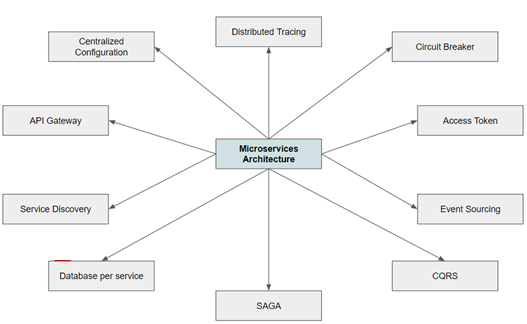 Distributed Tracing
Centralized
Configuration
Circuit Breaker
API Gateway
Access Token
Microservices
Architecture
Service Discovery
Event Sourcing
Database per service
CQRS
SAGA